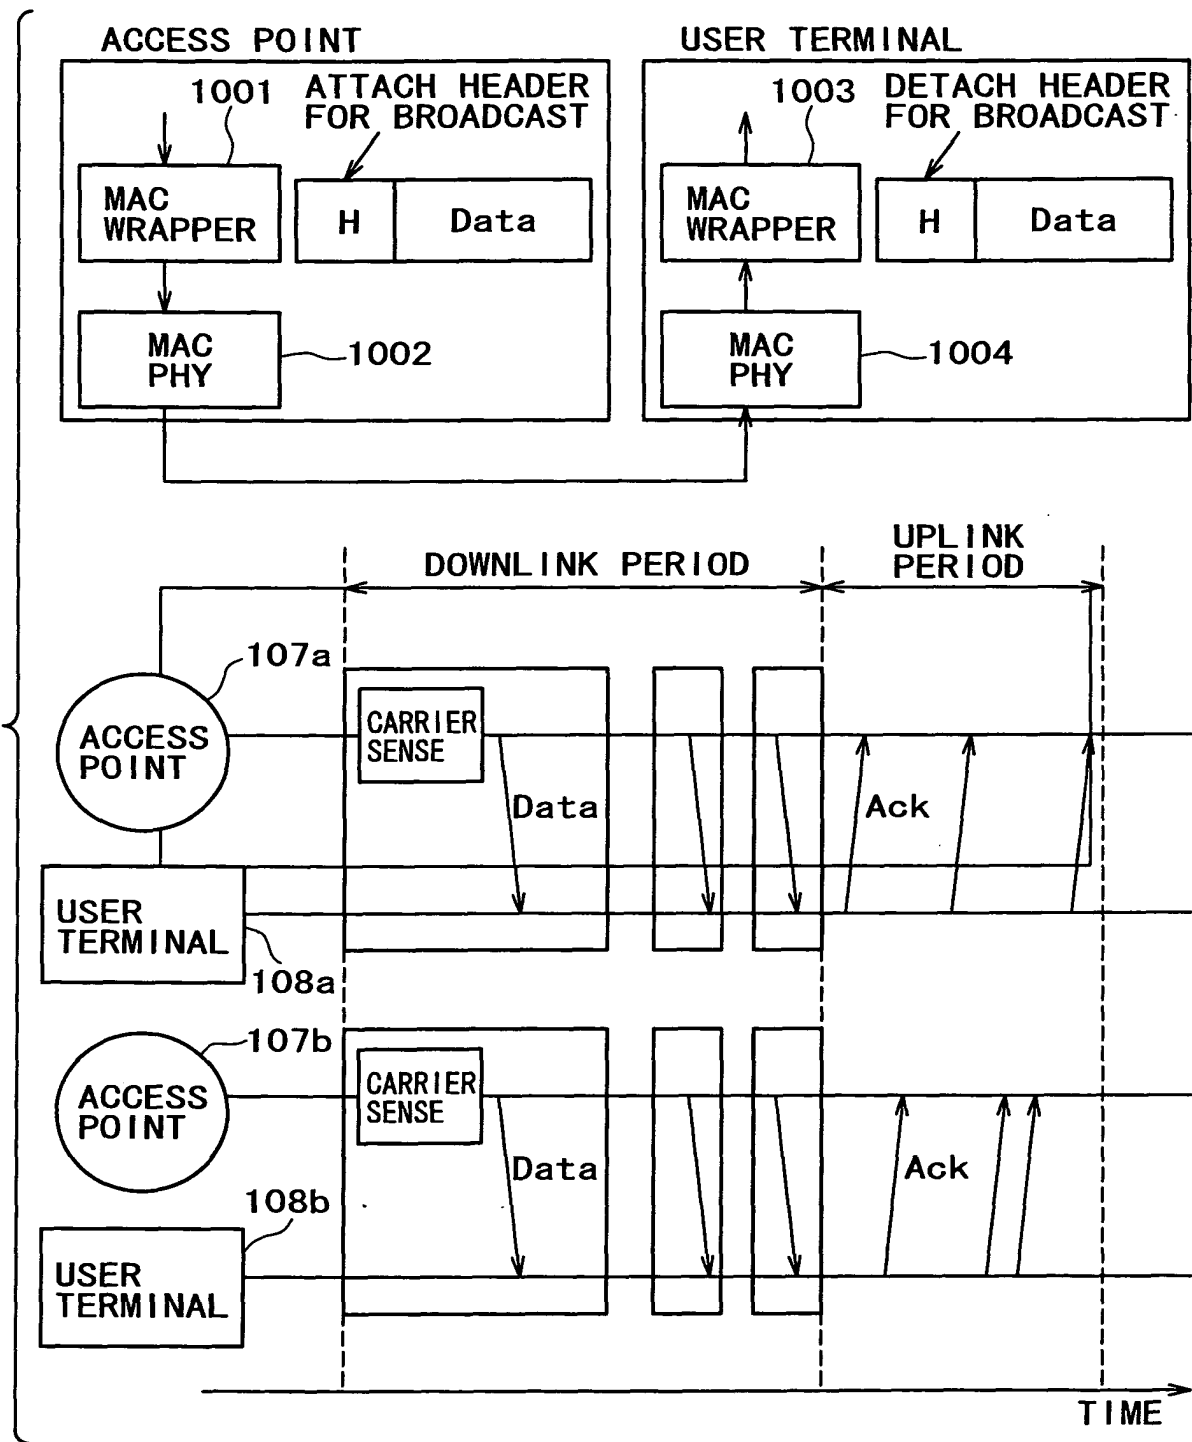 ACCESS POINT
USER TERMINAL
1001
ATTACH HEADER
FOR BROADCAST
1003
DETACH HEADER
FOR BROADCAST
MAC
WRAPPER
H
Data
MAC
WRAPPER
H
Data
MAC
PHY
1002
MAC
PHY
1004
DOWNLINK PERIOD
UPLINK
PERIOD
107a
ACCESS
POINT
CARRIER
SENSE
Data
Ack
USER
TERMINAL
108a
107b
ACCESS
POINT
CARRIER
SENSE
Data
Ack
108b
USER
TERMINAL
TIME